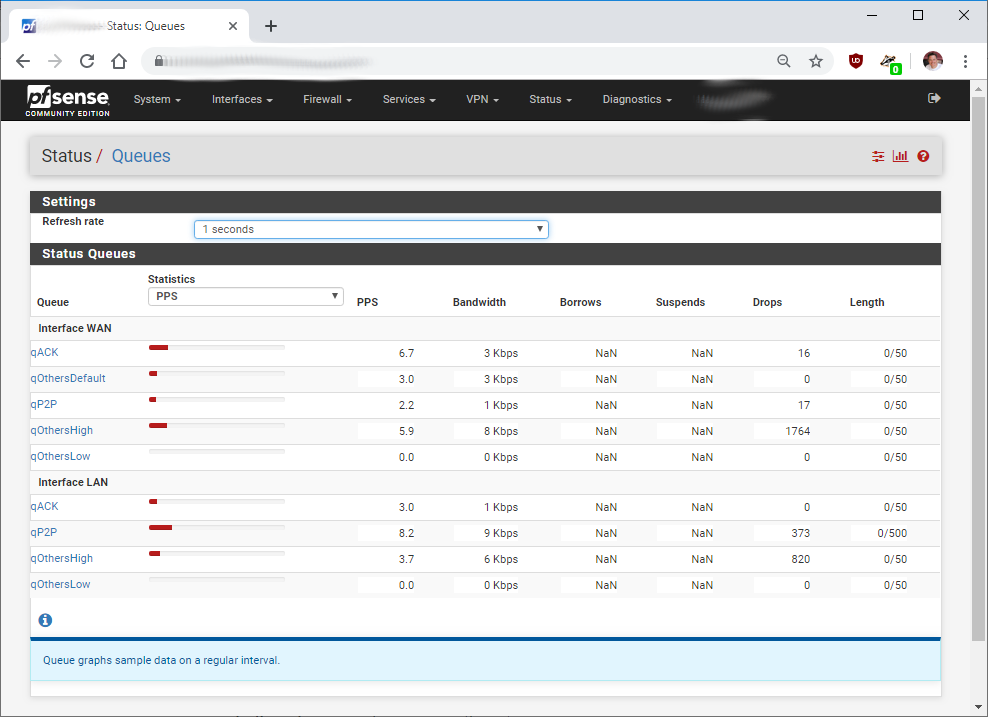 pf Status: Queues
UD
0
pfsense
COMMUNITY EDITION
System Interfaces Firewall Services VPN Status Diagnostics
Status / Queues
Settings
Refresh rate 1 seconds
Status Queues
Statistics
Queue PPS PPS Bandwidth Borrows Suspends Drops Length
Interface WAN
qACK 6.7 3 Kbps NaN NaN 16 0/50
qOthersDefault 3.0 3 Kbps NaN NaN 0 0/50
qP2P 2.2 1 Kbps NaN NaN 17 0/50
qOthersHigh 5.9 8 Kbps NaN NaN 1764 0/50
qOthersLow 0.0 0 Kbps NaN NaN 0 0/50
Interface LAN
qACK 3.0 1 Kbps NaN NaN 0 0/50
qP2P 8.2 9 Kbps NaN NaN 373 0/500
qOthersHigh 3.7 6 Kbps NaN NaN 820 0/50
qOthersLow 0.0 0 Kbps NaN NaN 0 0/50
Queue graphs sample data on a regular interval.